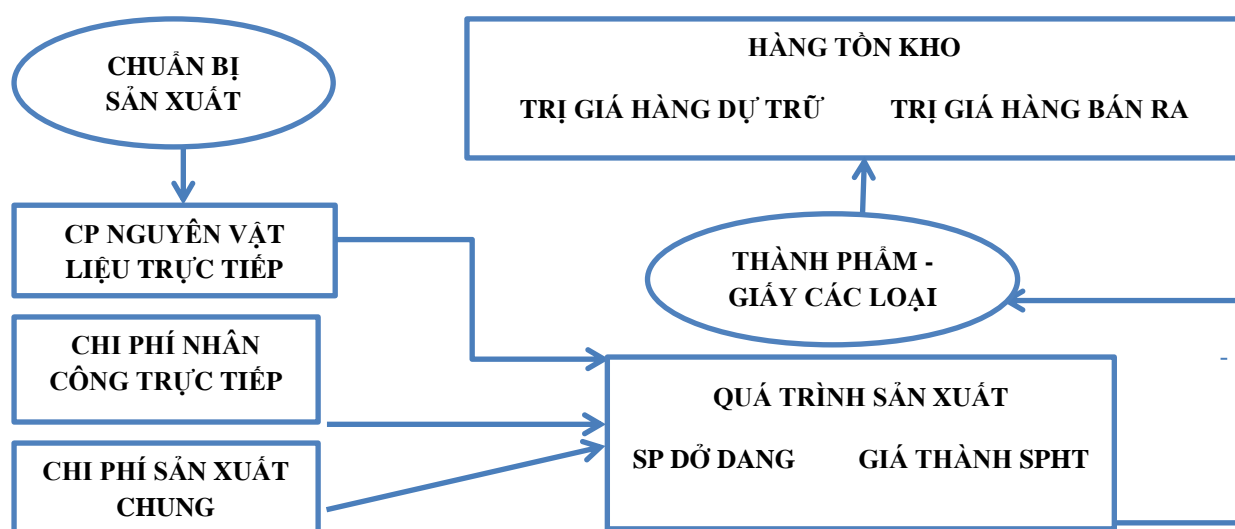 CHUẨN BỊ
SẢN XUẤT
HÀNG TỒN KHO
TRỊ GIÁ HÀNG DỰ TRỮ TRỊ GIÁ HÀNG BÁN RA
CP NGUYÊN VẬT
LIỆU TRỰC TIẾP
THÀNH PHẨM -
GIẤY CÁC LOẠI
CHI PHÍ NHÂN
CÔNG TRỰC TIẾP
QUÁ TRÌNH SẢN XUẤT
SP DỞ DANG GIÁ THÀNH SPHT
CHI PHÍ SẢN XUẤT
CHUNG